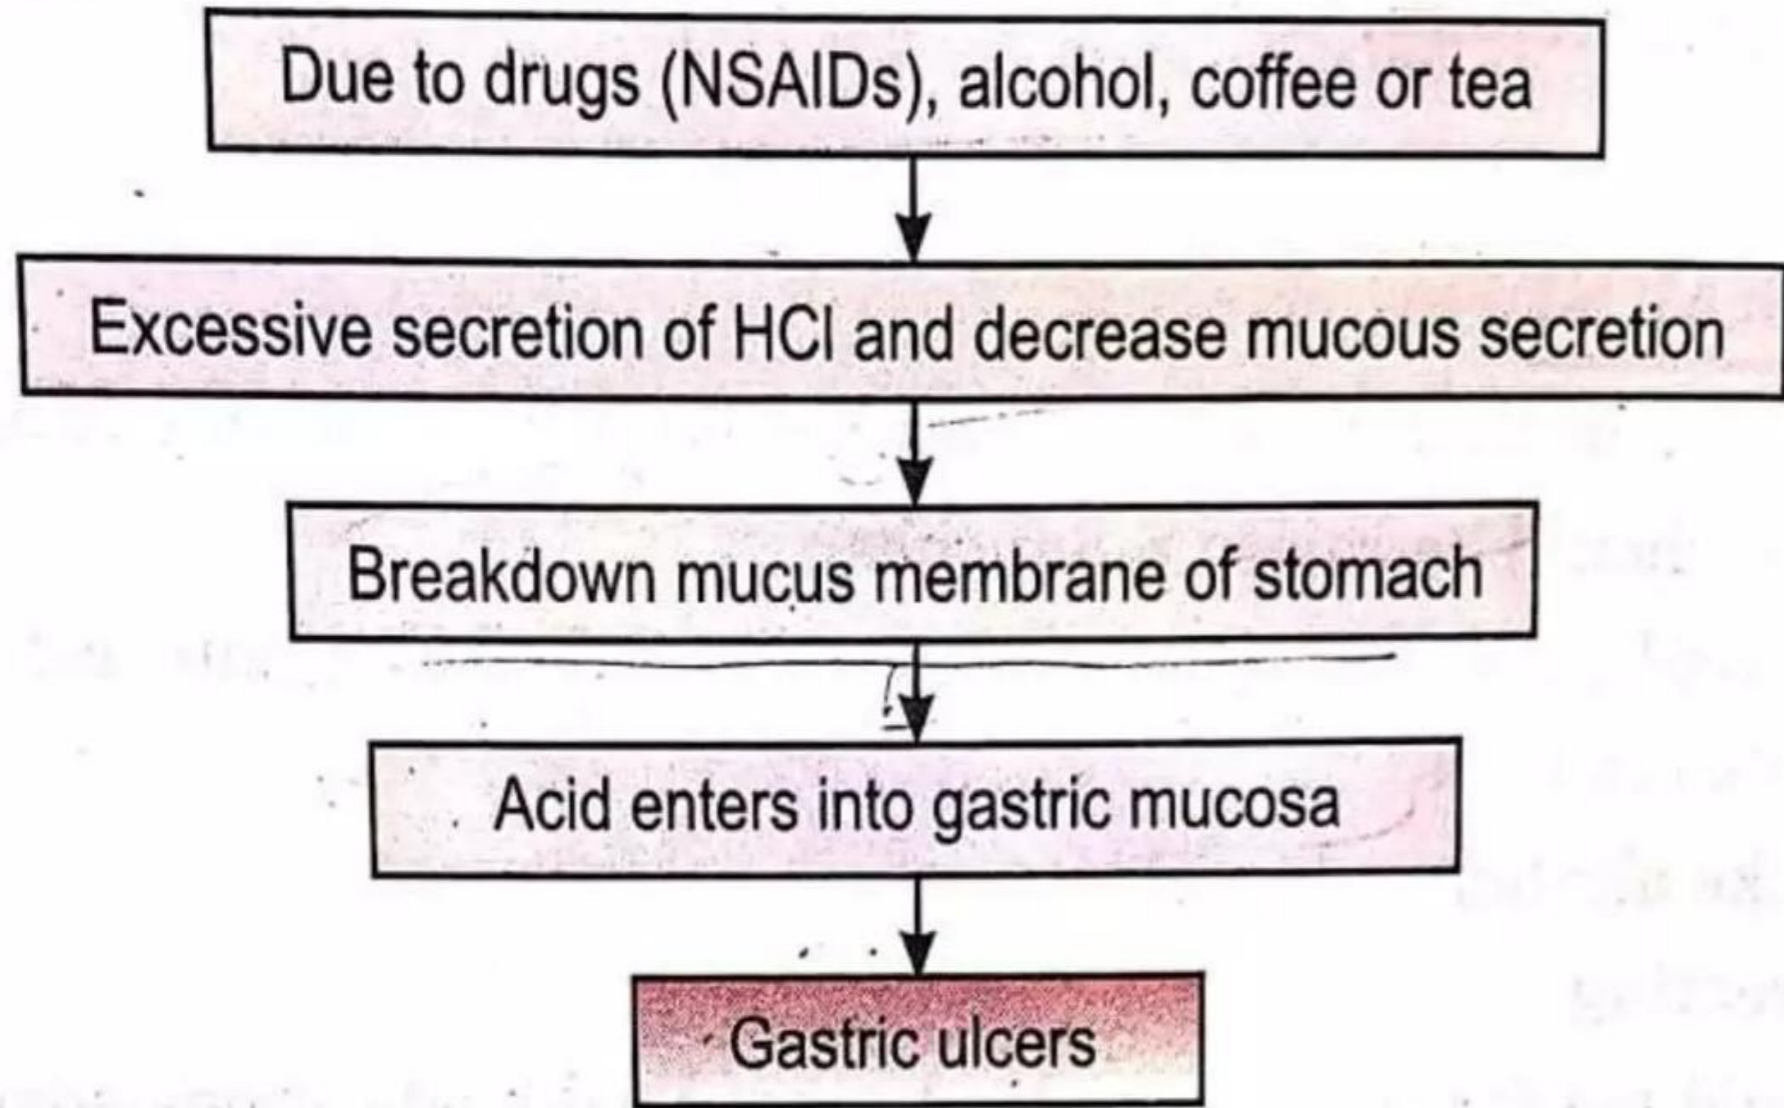 Due to drugs (NSAIDs), alcohol, coffee or tea
Excessive secretion of HCl and decrease mucous secretion
Breakdown mucus membrane of stomach
Acid enters into gastric mucosa
Gastric ulcers